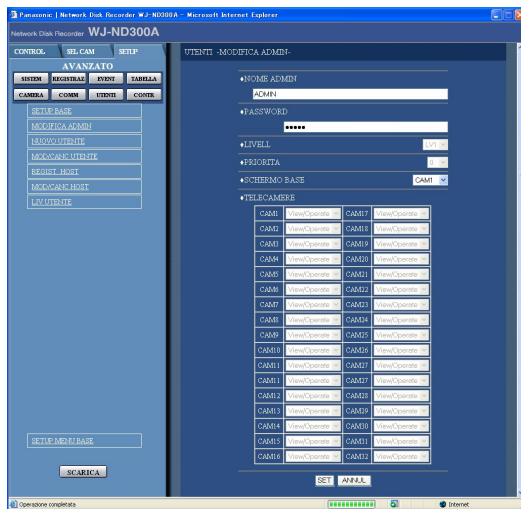 Panasonic | Network Disk Recorder WJ-ND300A - Microsoft Internet Explorer
Network Disk Recorder WJ-ND300A
CONTROL SEL CAM SETUP
AVANZATO
SISTEM REGISTRAZ EVENT TABELLA
CAMERA COMM UTENTI CONTR
SETUP BASE
MODIFICA ADMIN
NUOVO UTENTE
MOD/CANC UTENTE
REGIST. HOST
MOD/CANC HOST
LIV UTENTE
SETUP MENU BASE
SCARICA
UTENTI -MODIFICA ADMIN-
♦NOME ADMIN
ADMIN
♦PASSWORD
●●●●●
♦LIVELL LV1
♦PRIORITA 0
♦SCHERMO BASE CAM1
♦TELECAMERE
CAM1 View/Operate CAM17 View/Operate
CAM2 View/Operate CAM18 View/Operate
CAM3 View/Operate CAM19 View/Operate
CAM4 View/Operate CAM20 View/Operate
CAM5 View/Operate CAM21 View/Operate
CAM6 View/Operate CAM22 View/Operate
CAM7 View/Operate CAM23 View/Operate
CAM8 View/Operate CAM24 View/Operate
CAM9 View/Operate CAM25 View/Operate
CAM10 View/Operate CAM26 View/Operate
CAM11 View/Operate CAM27 View/Operate
CAM11 View/Operate CAM27 View/Operate
CAM12 View/Operate CAM28 View/Operate
CAM13 View/Operate CAM29 View/Operate
CAM14 View/Operate CAM30 View/Operate
CAM15 View/Operate CAM31 View/Operate
CAM16 View/Operate CAM32 View/Operate
SET ANNUL
Operazione completata Internet